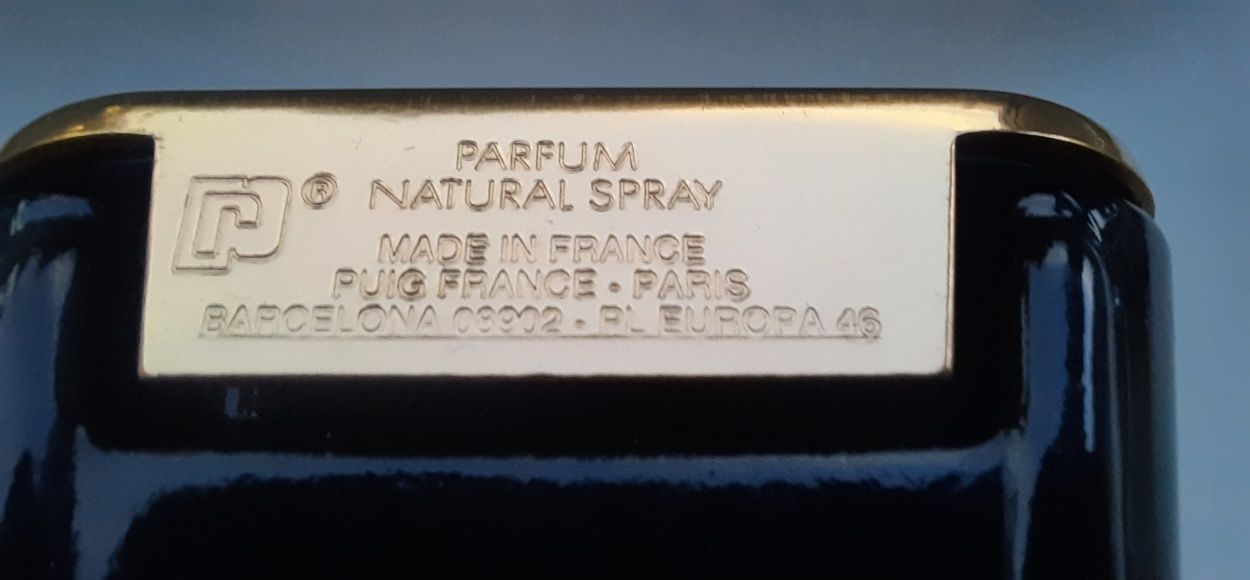 PARFUM
® NATURAL SPRAY
MADE IN FRANCE
PUIG FRANCE • PARIS
BARCELONA 08902 • PL EUROPA 46